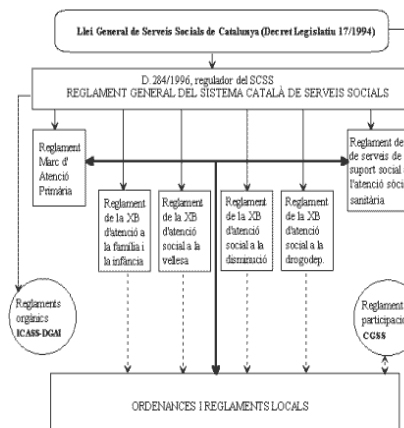 Llei General de Serveis Socials de Catalunya (Decret Legislatiu 17/1994)
D. 284/1996, regulador del SCSS
REGLAMENT GENERAL DEL SISTEMA CATALÀ DE SERVEIS SOCIALS
Reglament
Marc d'
Atenció
Primària
Reglament de
de serveis de
suport social
l'atenció sòci
sanitària
Reglament
de la XB
d'atenció a
la família i
la infància
Reglament
de la XB
d'atenció
social a la
vellesa
Reglament
de la XB
d'atenció
social a la
disminució
Reglament
de la XB
d'atenció
social a la
drogodep.
Reglaments
orgànics
ICASS-DGAI
Reglament
participació
CGSS
ORDENANCES I REGLAMENTS LOCALS